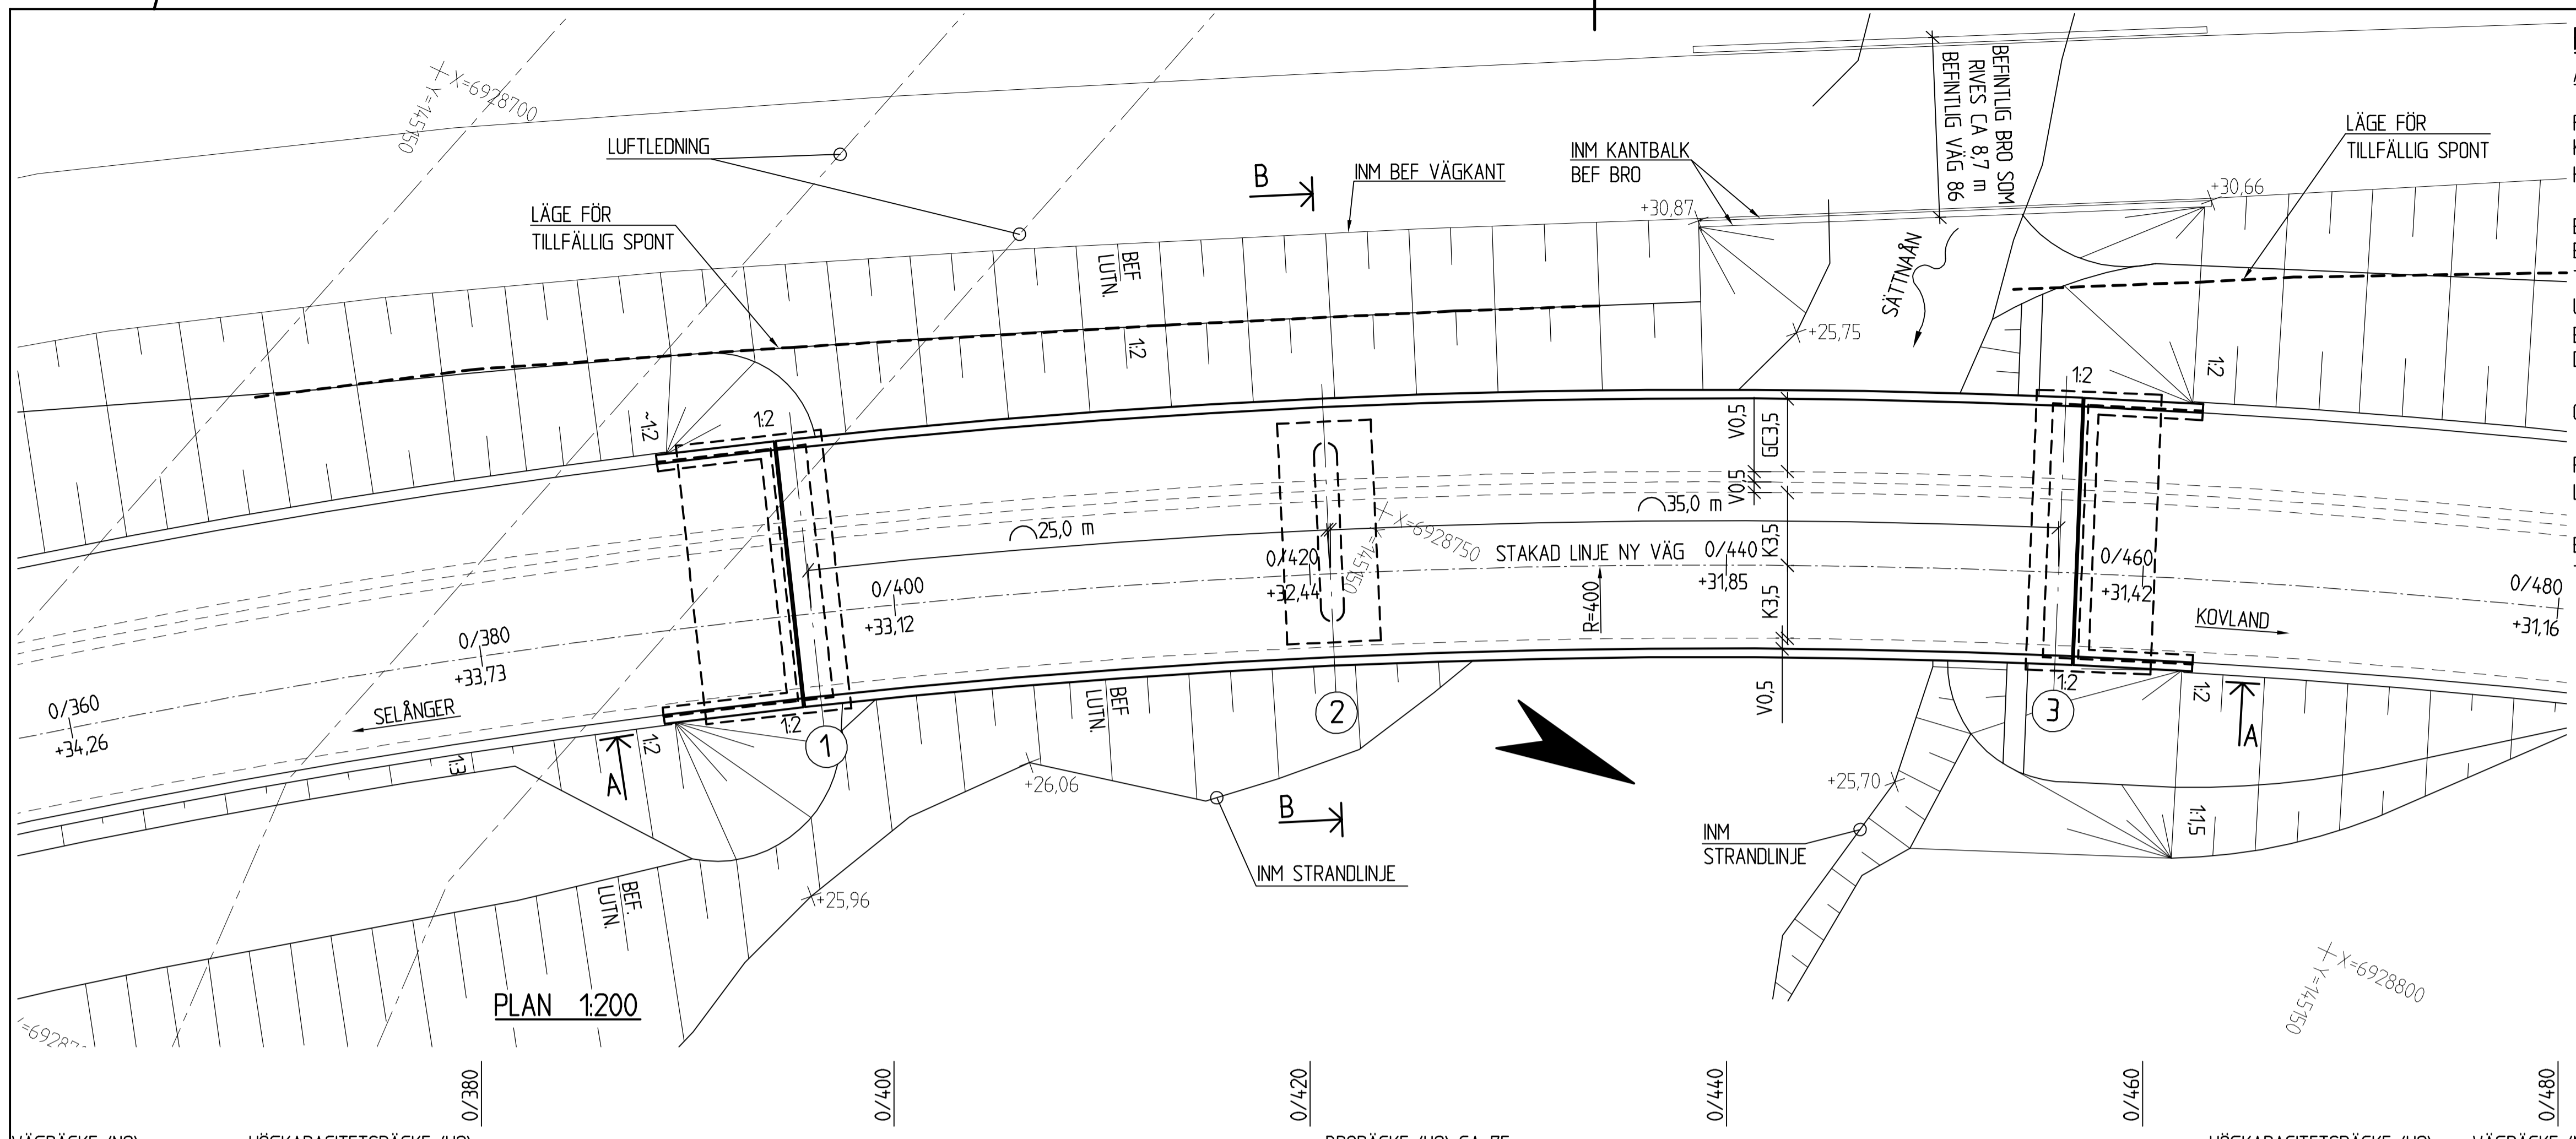 X=6928700
Y=145150
LUFTLEDNING
LÄGE FÖR
TILLFÄLLIG SPONT
B
INM BEF VÄGKANT
INM KANTBALK
BEF BRO
BEFINTLIG BRO SOM
RIVES CA 8,7 m
BEFINTLIG VÄG 86
LÄGE FÖR
TILLFÄLLIG SPONT
+30,87
+30,66
BEF
LUTN.
1:2
SÄTTNAÅN
+25,75
1:2
~1:2
1:2
1:2
V0,5
GC3,5
V0,5
K3,5
K3,5
V0,5
25,0 m
35,0 m
X=6928750
Y=145150
STAKAD LINJE NY VÄG
R=400
0/360
+34,26
0/380
+33,73
0/400
+33,12
0/420
+32,44
0/440
+31,85
0/460
+31,42
0/480
+31,16
SELÅNGER
KOVLAND
1:3
1:2
1:2
A
1
2
3
1:2
1:2
A
BEF
LUTN.
+26,06
B
INM STRANDLINJE
+25,96
BEF.
LUTN.
+25,70
INM
STRANDLINJE
1:1,5
X=6928800
Y=145150
PLAN 1:200
0/380
0/400
0/420
0/440
0/460
0/480